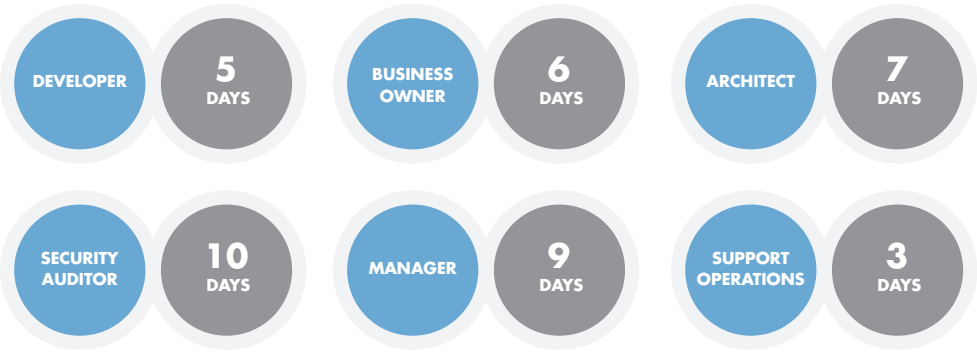 DEVELOPER
5
DAYS
BUSINESS
OWNER
6
DAYS
ARCHITECT
7
DAYS
SECURITY
AUDITOR
10
DAYS
MANAGER
9
DAYS
SUPPORT
OPERATIONS
3
DAYS